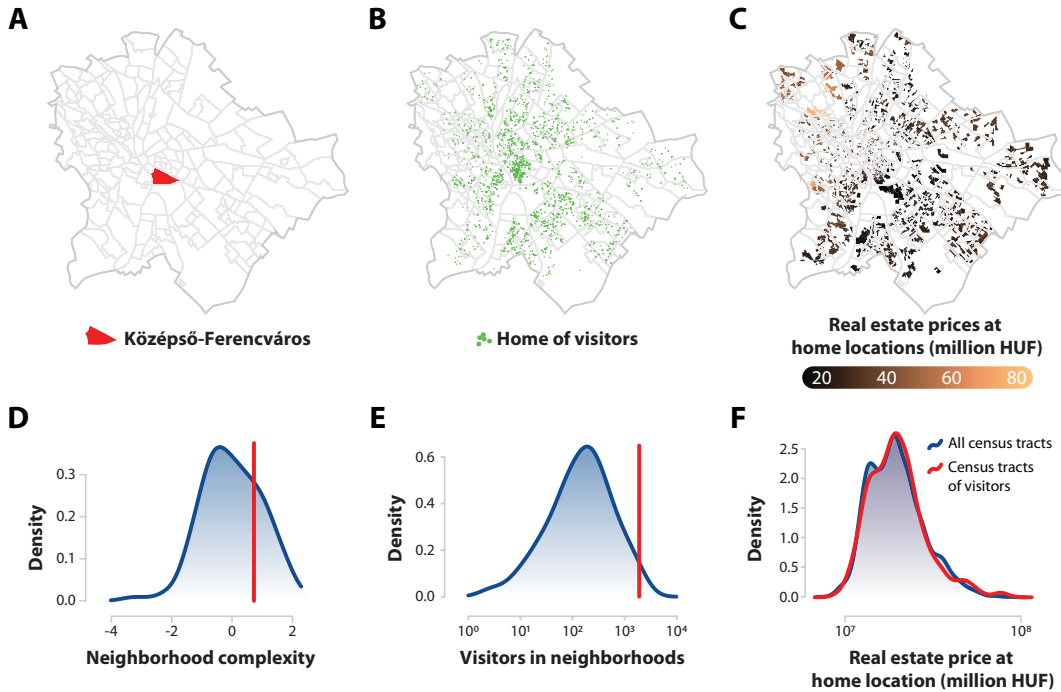 A
B
C
Középső-Ferencváros
Home of visitors
Real estate prices at
home locations (million HUF)
20 40 60 80
D
E
F
Density
0.3
0.2
0.1
0.0
-4 -2 0 2
Neighborhood complexity
Density
0.6
0.4
0.2
0.0
10⁰ 10¹ 10² 10³ 10⁴
Visitors in neighborhoods
Density
2.5
2.0
1.5
1.0
0.5
0.0
All census tracts
Census tracts
of visitors
10⁷ 10⁸
Real estate price at
home location (million HUF)